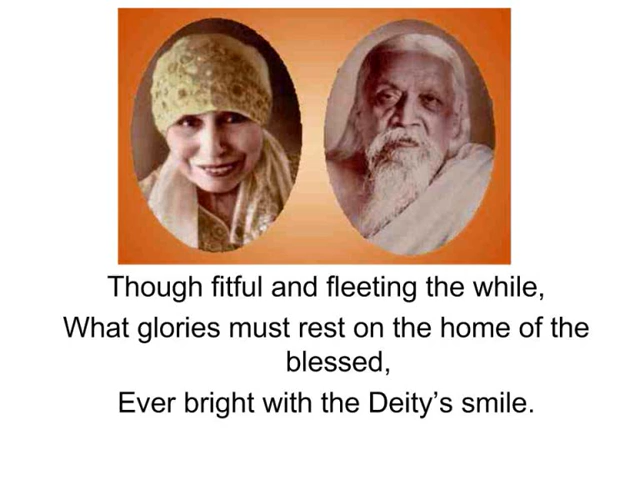 Though fitful and fleeting the while,
What glories must rest on the home of the
blessed,
Ever bright with the Deity’s smile.